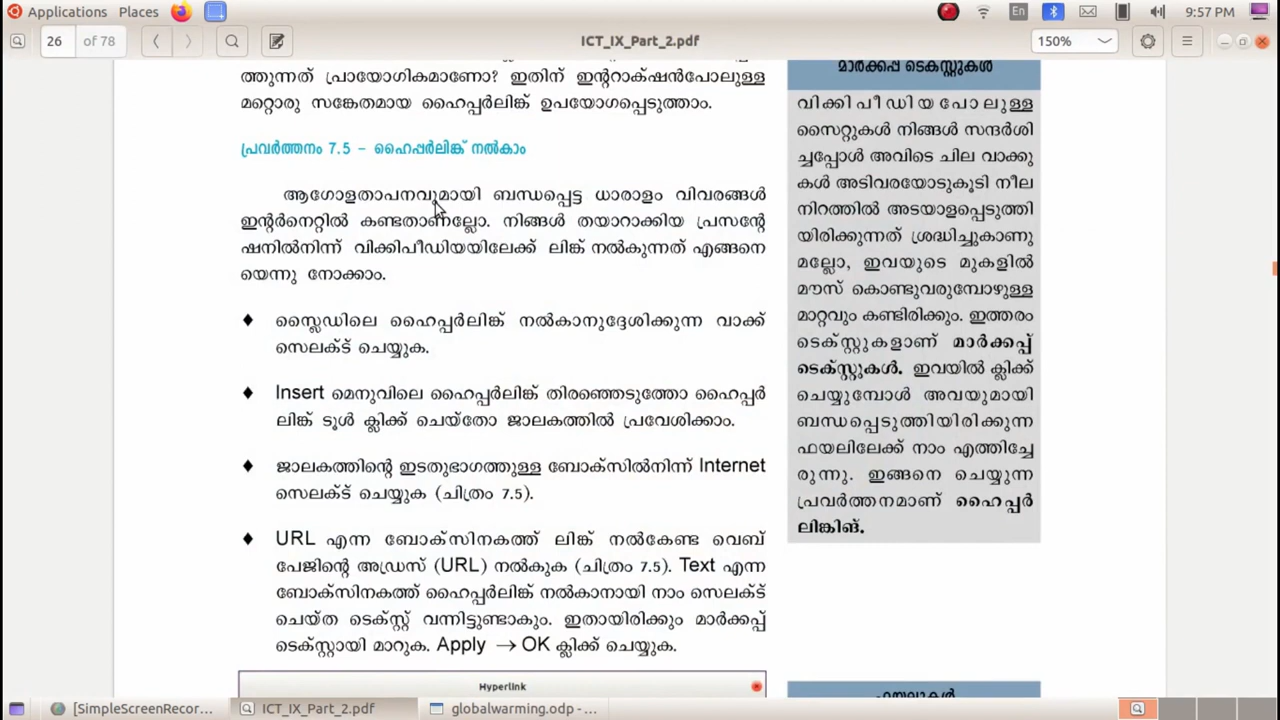 Applications Places En 9:57 PM
26 of 78 ICT_IX_Part_2.pdf 150%
ത്തുന്നത് പ്രായോഗികമാണോ? ഇതിന് ഇന്ററാക്ഷൻപോലുള്ള
മറ്റൊരു സങ്കേതമായ ഹൈപ്പർലിങ്ക് ഉപയോഗപ്പെടുത്താം.
പ്രവർത്തനം 7.5 – ഹൈപ്പർലിങ്ക് നൽകാം
ആഗോളതാപനവുമായി ബന്ധപ്പെട്ട ധാരാളം വിവരങ്ങൾ
ഇന്റർനെറ്റിൽ കണ്ടതാണല്ലോ. നിങ്ങൾ തയാറാക്കിയ പ്രസന്റേ
ഷനിൽനിന്ന് വിക്കിപീഡിയയിലേക്ക് ലിങ്ക് നൽകുന്നത് എങ്ങനെ
യെന്നു നോക്കാം.
♦ സ്ലൈഡിലെ ഹൈപ്പർലിങ്ക് നൽകാനുദ്ദേശിക്കുന്ന വാക്ക്
സെലക്ട് ചെയ്യുക.
♦ Insert മെനുവിലെ ഹൈപ്പർലിങ്ക് തിരഞ്ഞെടുത്തോ ഹൈപ്പർ
ലിങ്ക് ടൂൾ ക്ലിക്ക് ചെയ്തോ ജാലകത്തിൽ പ്രവേശിക്കാം.
♦ ജാലകത്തിന്റെ ഇടതുഭാഗത്തുള്ള ബോക്സിൽനിന്ന് Internet
സെലക്ട് ചെയ്യുക (ചിത്രം 7.5).
♦ URL എന്ന ബോക്സിനകത്ത് ലിങ്ക് നൽകേണ്ട വെബ്
പേജിന്റെ അഡ്രസ് (URL) നൽകുക (ചിത്രം 7.5). Text എന്ന
ബോക്സിനകത്ത് ഹൈപ്പർലിങ്ക് നൽകാനായി നാം സെലക്ട്
ചെയ്ത ടെക്സ്റ്റ് വന്നിട്ടുണ്ടാകും. ഇതായിരിക്കും മാർക്കപ്പ്
ടെക്സ്റ്റായി മാറുക. Apply → OK ക്ലിക്ക് ചെയ്യുക.
Hyperlink
മാർക്കപ്പ് ടെക്സ്റ്റുകൾ
വിക്കിപീഡിയപോലുള്ള
സൈറ്റുകൾ നിങ്ങൾ സന്ദർശി
ച്ചപ്പോൾ അവിടെ ചില വാക്കു
കൾ അടിവരയോടുകൂടി നീല
നിറത്തിൽ അടയാളപ്പെടുത്തി
യിരിക്കുന്നത് ശ്രദ്ധിച്ചുകാണു
മല്ലോ, ഇവയുടെ മുകളിൽ
മൗസ് കൊണ്ടുവരുമ്പോഴുള്ള
മാറ്റവും കണ്ടിരിക്കും. ഇത്തരം
ടെക്സ്റ്റുകളാണ് മാർക്കപ്പ്
ടെക്സ്റ്റുകൾ. ഇവയിൽ ക്ലിക്ക്
ചെയ്യുമ്പോൾ അവയുമായി
ബന്ധപ്പെടുത്തിയിരിക്കുന്ന
ഫയലിലേക്ക് നാം എത്തിച്ചേ
രുന്നു. ഇങ്ങനെ ചെയ്യുന്ന
പ്രവർത്തനമാണ് ഹൈപ്പർ
ലിങ്കിങ്.
ഫയലുകൾ
[SimpleScreenRecor... ICT_IX_Part_2.pdf globalwarming.odp - ...